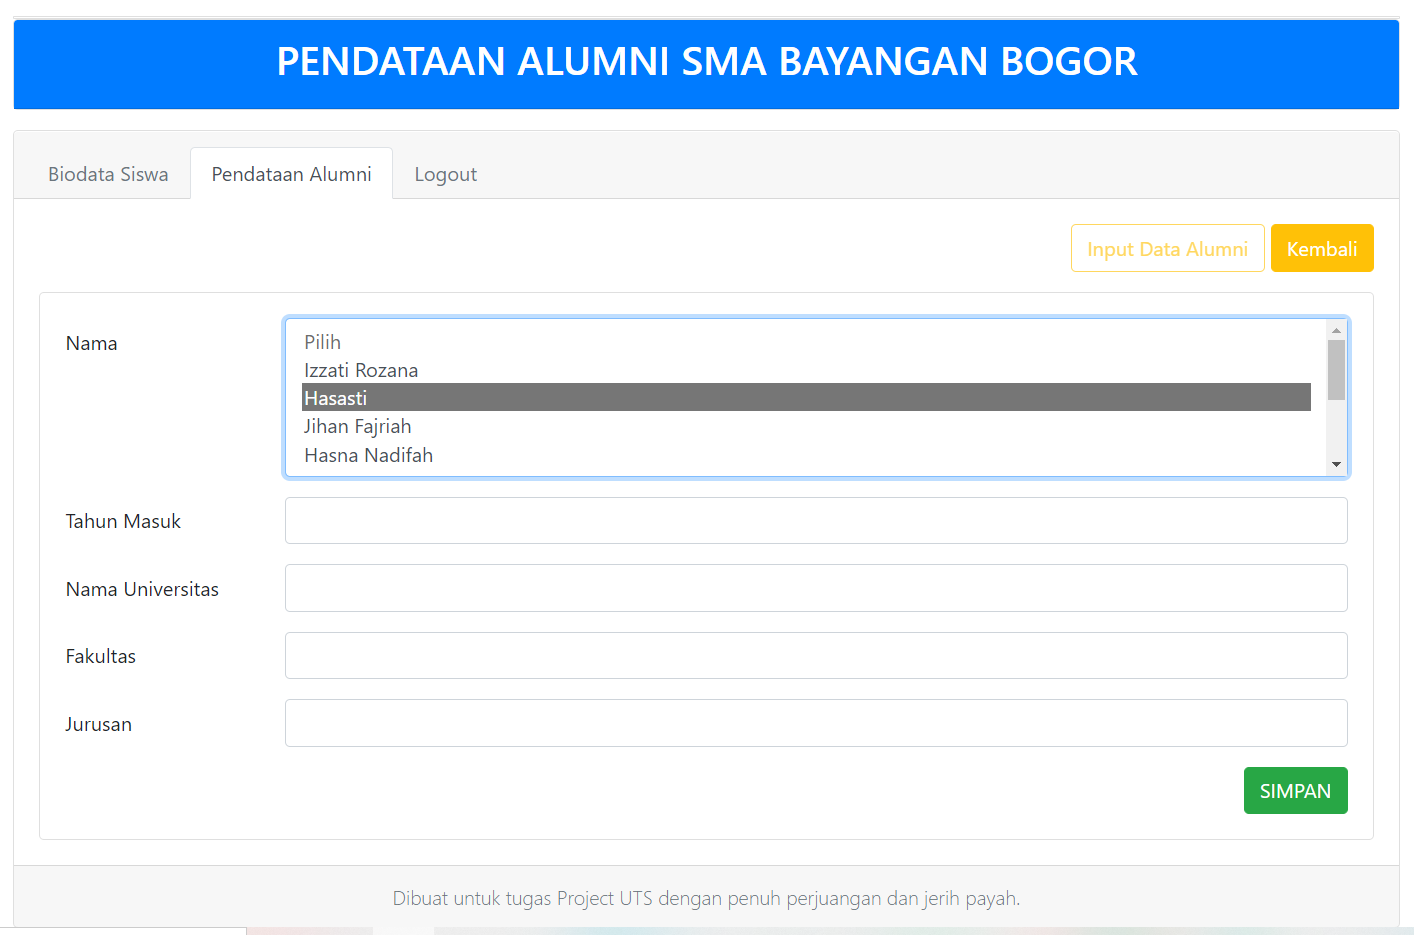 PENDATAAN ALUMNI SMA BAYANGAN BOGOR
Biodata Siswa
Pendataan Alumni
Logout
Input Data Alumni
Kembali
Nama
Pilih
Izzati Rozana
Hasasti
Jihan Fajriah
Hasna Nadifah
Tahun Masuk
Nama Universitas
Fakultas
Jurusan
SIMPAN
Dibuat untuk tugas Project UTS dengan penuh perjuangan dan jerih payah.